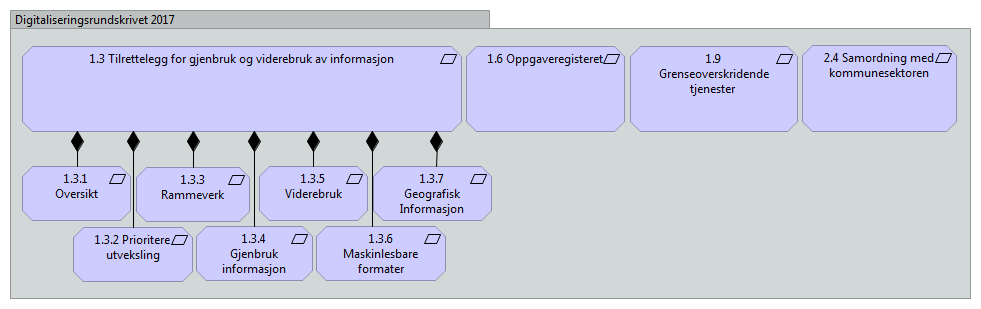 Digitaliseringsrundskrivet 2017
1.3 Tilrettelegg for gjenbruk og viderebruk av informasjon
1.6 Oppgaveregisteret
1.9
Grenseoverskridende
tjenester
2.4 Samordning med
kommunesektoren
1.3.1
Oversikt
1.3.3
Rammeverk
1.3.5
Viderebruk
1.3.7
Geografisk
Informasjon
1.3.2 Prioritere
utveksling
1.3.4
Gjenbruk
informasjon
1.3.6
Maskinlesbare
formater